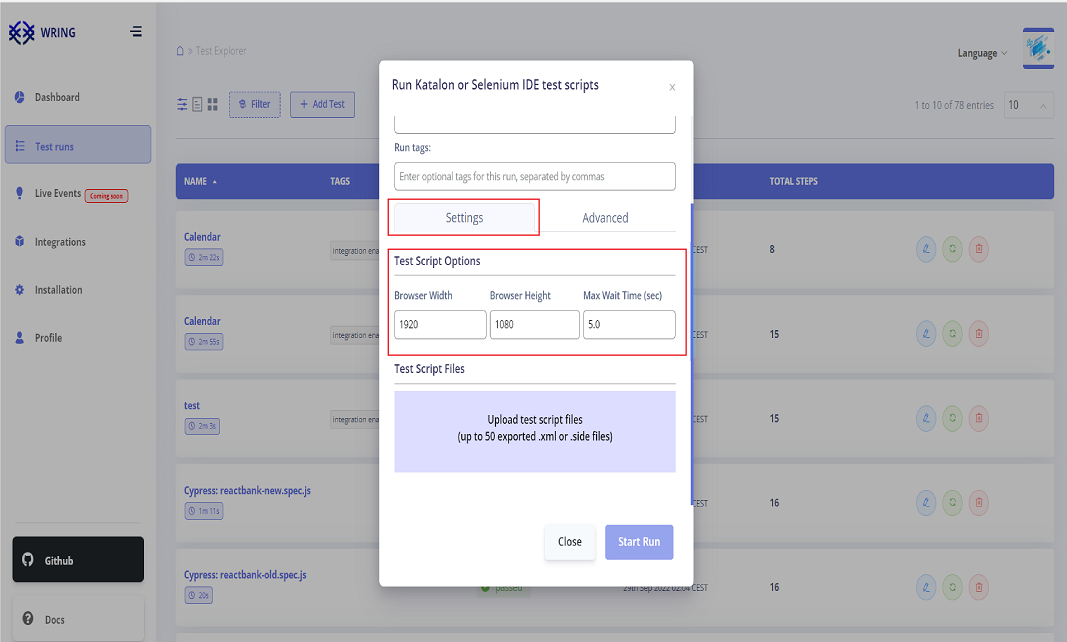 WRING
Dashboard
Test runs
Live Events Coming soon
Integrations
Installation
Profile
Github
Docs
> Test Explorer
Language
Filter
+ Add Test
1 to 10 of 78 entries
10
NAME
TAGS
TOTAL STEPS
Calendar
2m 22s
integration ena
CEST
8
Calendar
2m 55s
integration ena
CEST
15
test
2m 3s
integration ena
CEST
15
Cypress: reactbank-new.spec.js
1m 11s
CEST
16
Cypress: reactbank-old.spec.js
20s
passed
29th Sep 2022 02:04 CEST
16
Run Katalon or Selenium IDE test scripts
x
Run tags:
Enter optional tags for this run, separated by commas
Settings
Advanced
Test Script Options
Browser Width
Browser Height
Max Wait Time (sec)
1920
1080
5.0
Test Script Files
Upload test script files
(up to 50 exported .xml or .side files)
Close
Start Run